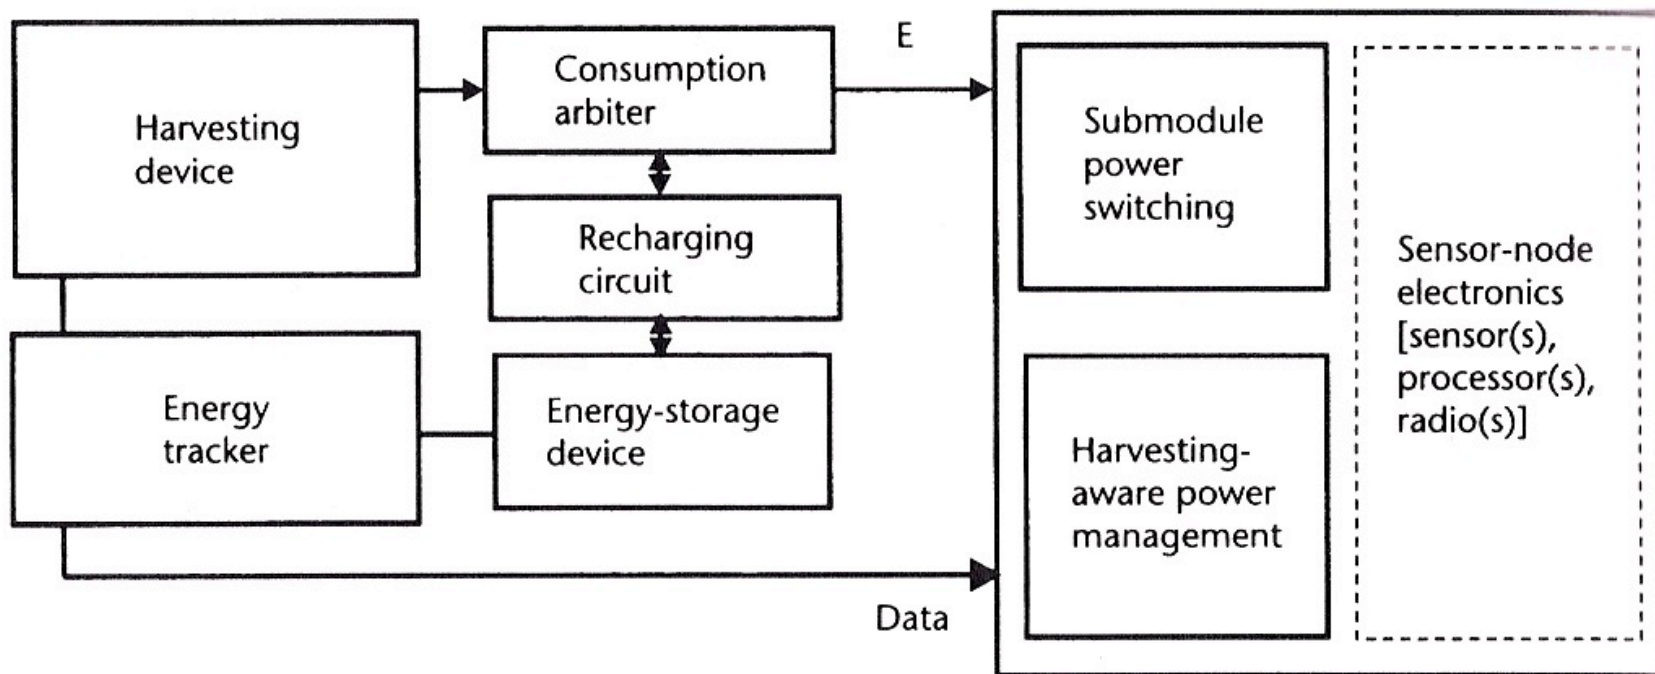 Harvesting
device
Consumption
arbiter
E
Recharging
circuit
Energy
tracker
Energy-storage
device
Data
Submodule
power
switching
Harvesting-
aware power
management
Sensor-node
electronics
[sensor(s),
processor(s),
radio(s)]